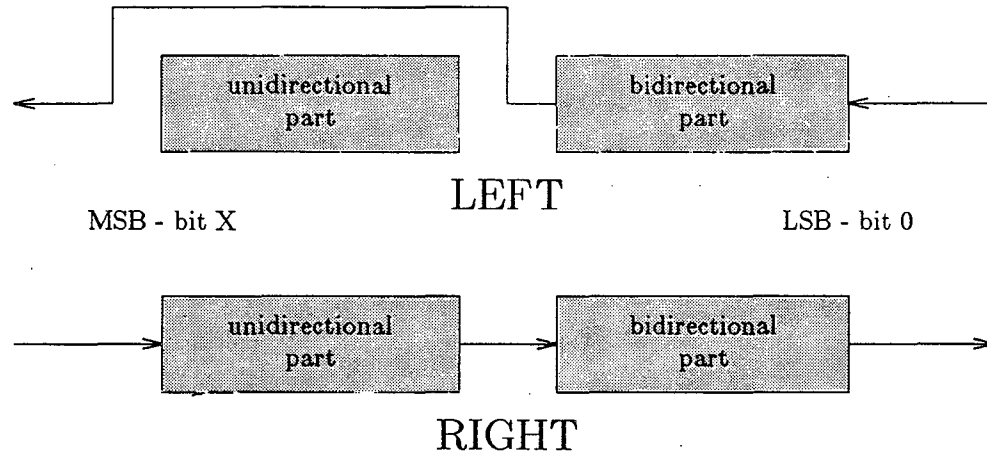 unidirectional
part
bidirectional
part
LEFT
MSB - bit X
LSB - bit 0
unidirectional
part
bidirectional
part
RIGHT